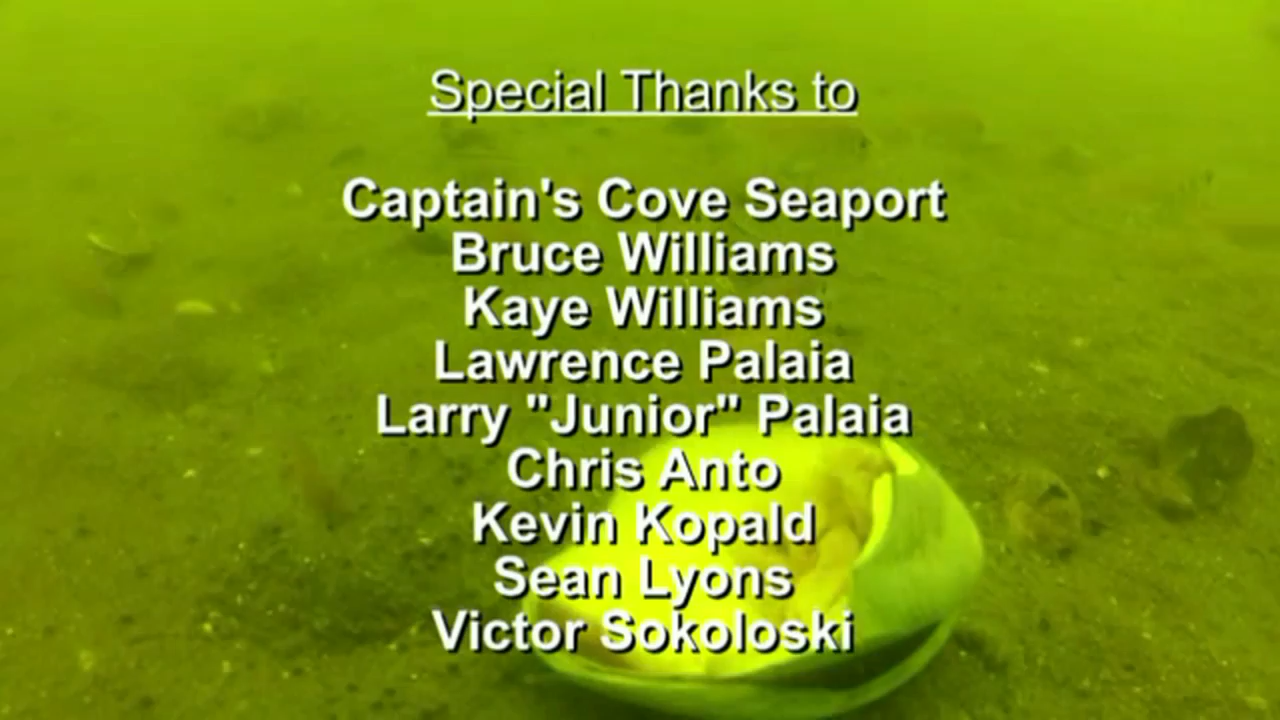 Special Thanks to
Captain's Cove Seaport
Bruce Williams
Kaye Williams
Lawrence Palaia
Larry "Junior" Palaia
Chris Anto
Kevin Kopald
Sean Lyons
Victor Sokoloski